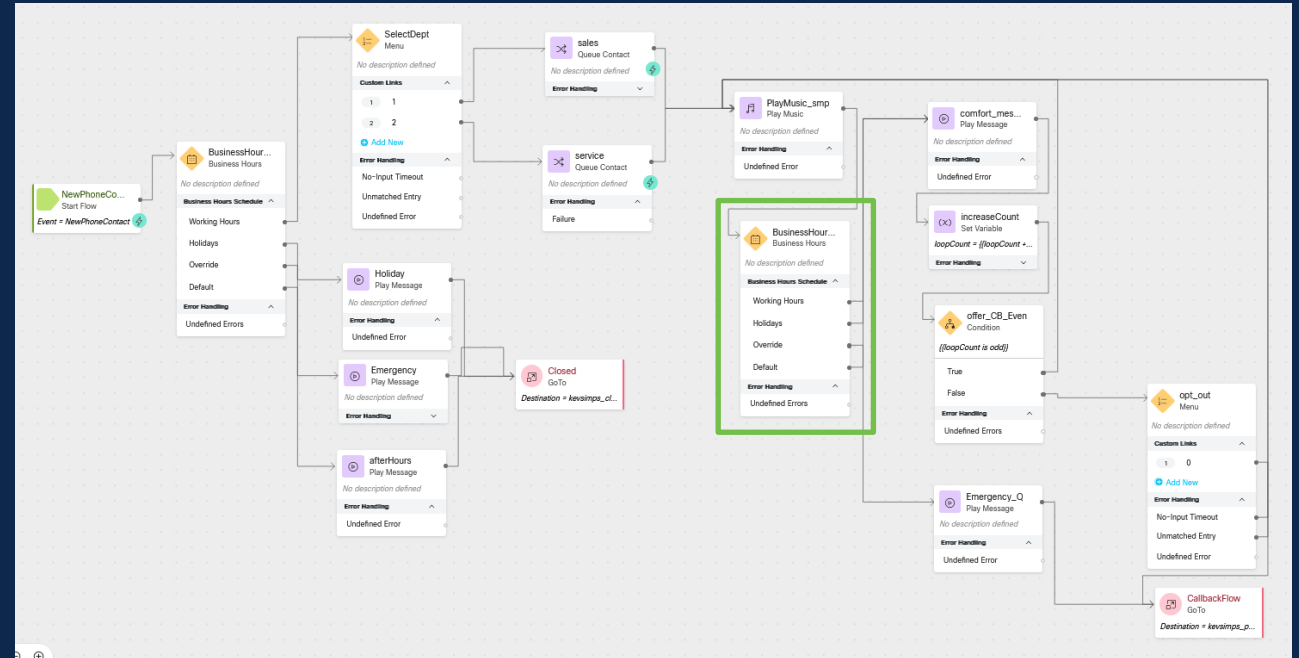 NewPhoneCo...
Start Flow
Event = NewPhoneContact
BusinessHour...
Business Hours
No description defined
Business Hours Schedule
Working Hours
Holidays
Override
Default
Error Handling
Undefined Errors
SelectDept
Menu
No description defined
Custom Links
1 1
2 2
Add New
Error Handling
No-Input Timeout
Unmatched Entry
Undefined Error
Holiday
Play Message
No description defined
Error Handling
Undefined Error
Emergency
Play Message
No description defined
Error Handling
afterHours
Play Message
No description defined
Error Handling
Undefined Error
sales
Queue Contact
No description defined
Error Handling
service
Queue Contact
No description defined
Error Handling
Failure
Closed
GoTo
Destination = kevsimps_cl...
PlayMusic_smp
Play Music
No description defined
Error Handling
Undefined Error
BusinessHour...
Business Hours
No description defined
Business Hours Schedule
Working Hours
Holidays
Override
Default
Error Handling
Undefined Errors
comfort_mes...
Play Message
No description defined
Error Handling
Undefined Error
increaseCount
Set Variable
loopCount = {{loopCount +...
Error Handling
offer_CB_Even
Condition
{{loopCount is odd}}
True
False
Error Handling
Undefined Errors
Emergency_Q
Play Message
No description defined
Error Handling
Undefined Error
opt_out
Menu
No description defined
Custom Links
1 0
Add New
Error Handling
No-Input Timeout
Unmatched Entry
Undefined Error
CallbackFlow
GoTo
Destination = kevsimps_p...